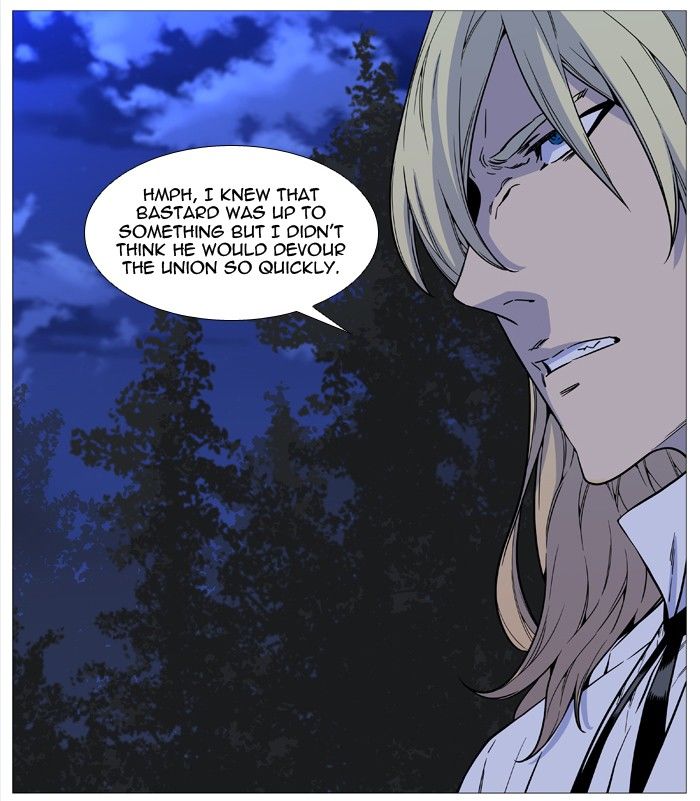 HMPH, I KNEW THAT
BASTARD WAS UP TO
SOMETHING BUT I DIDN'T
THINK HE WOULD DEVOUR
THE UNION SO QUICKLY.